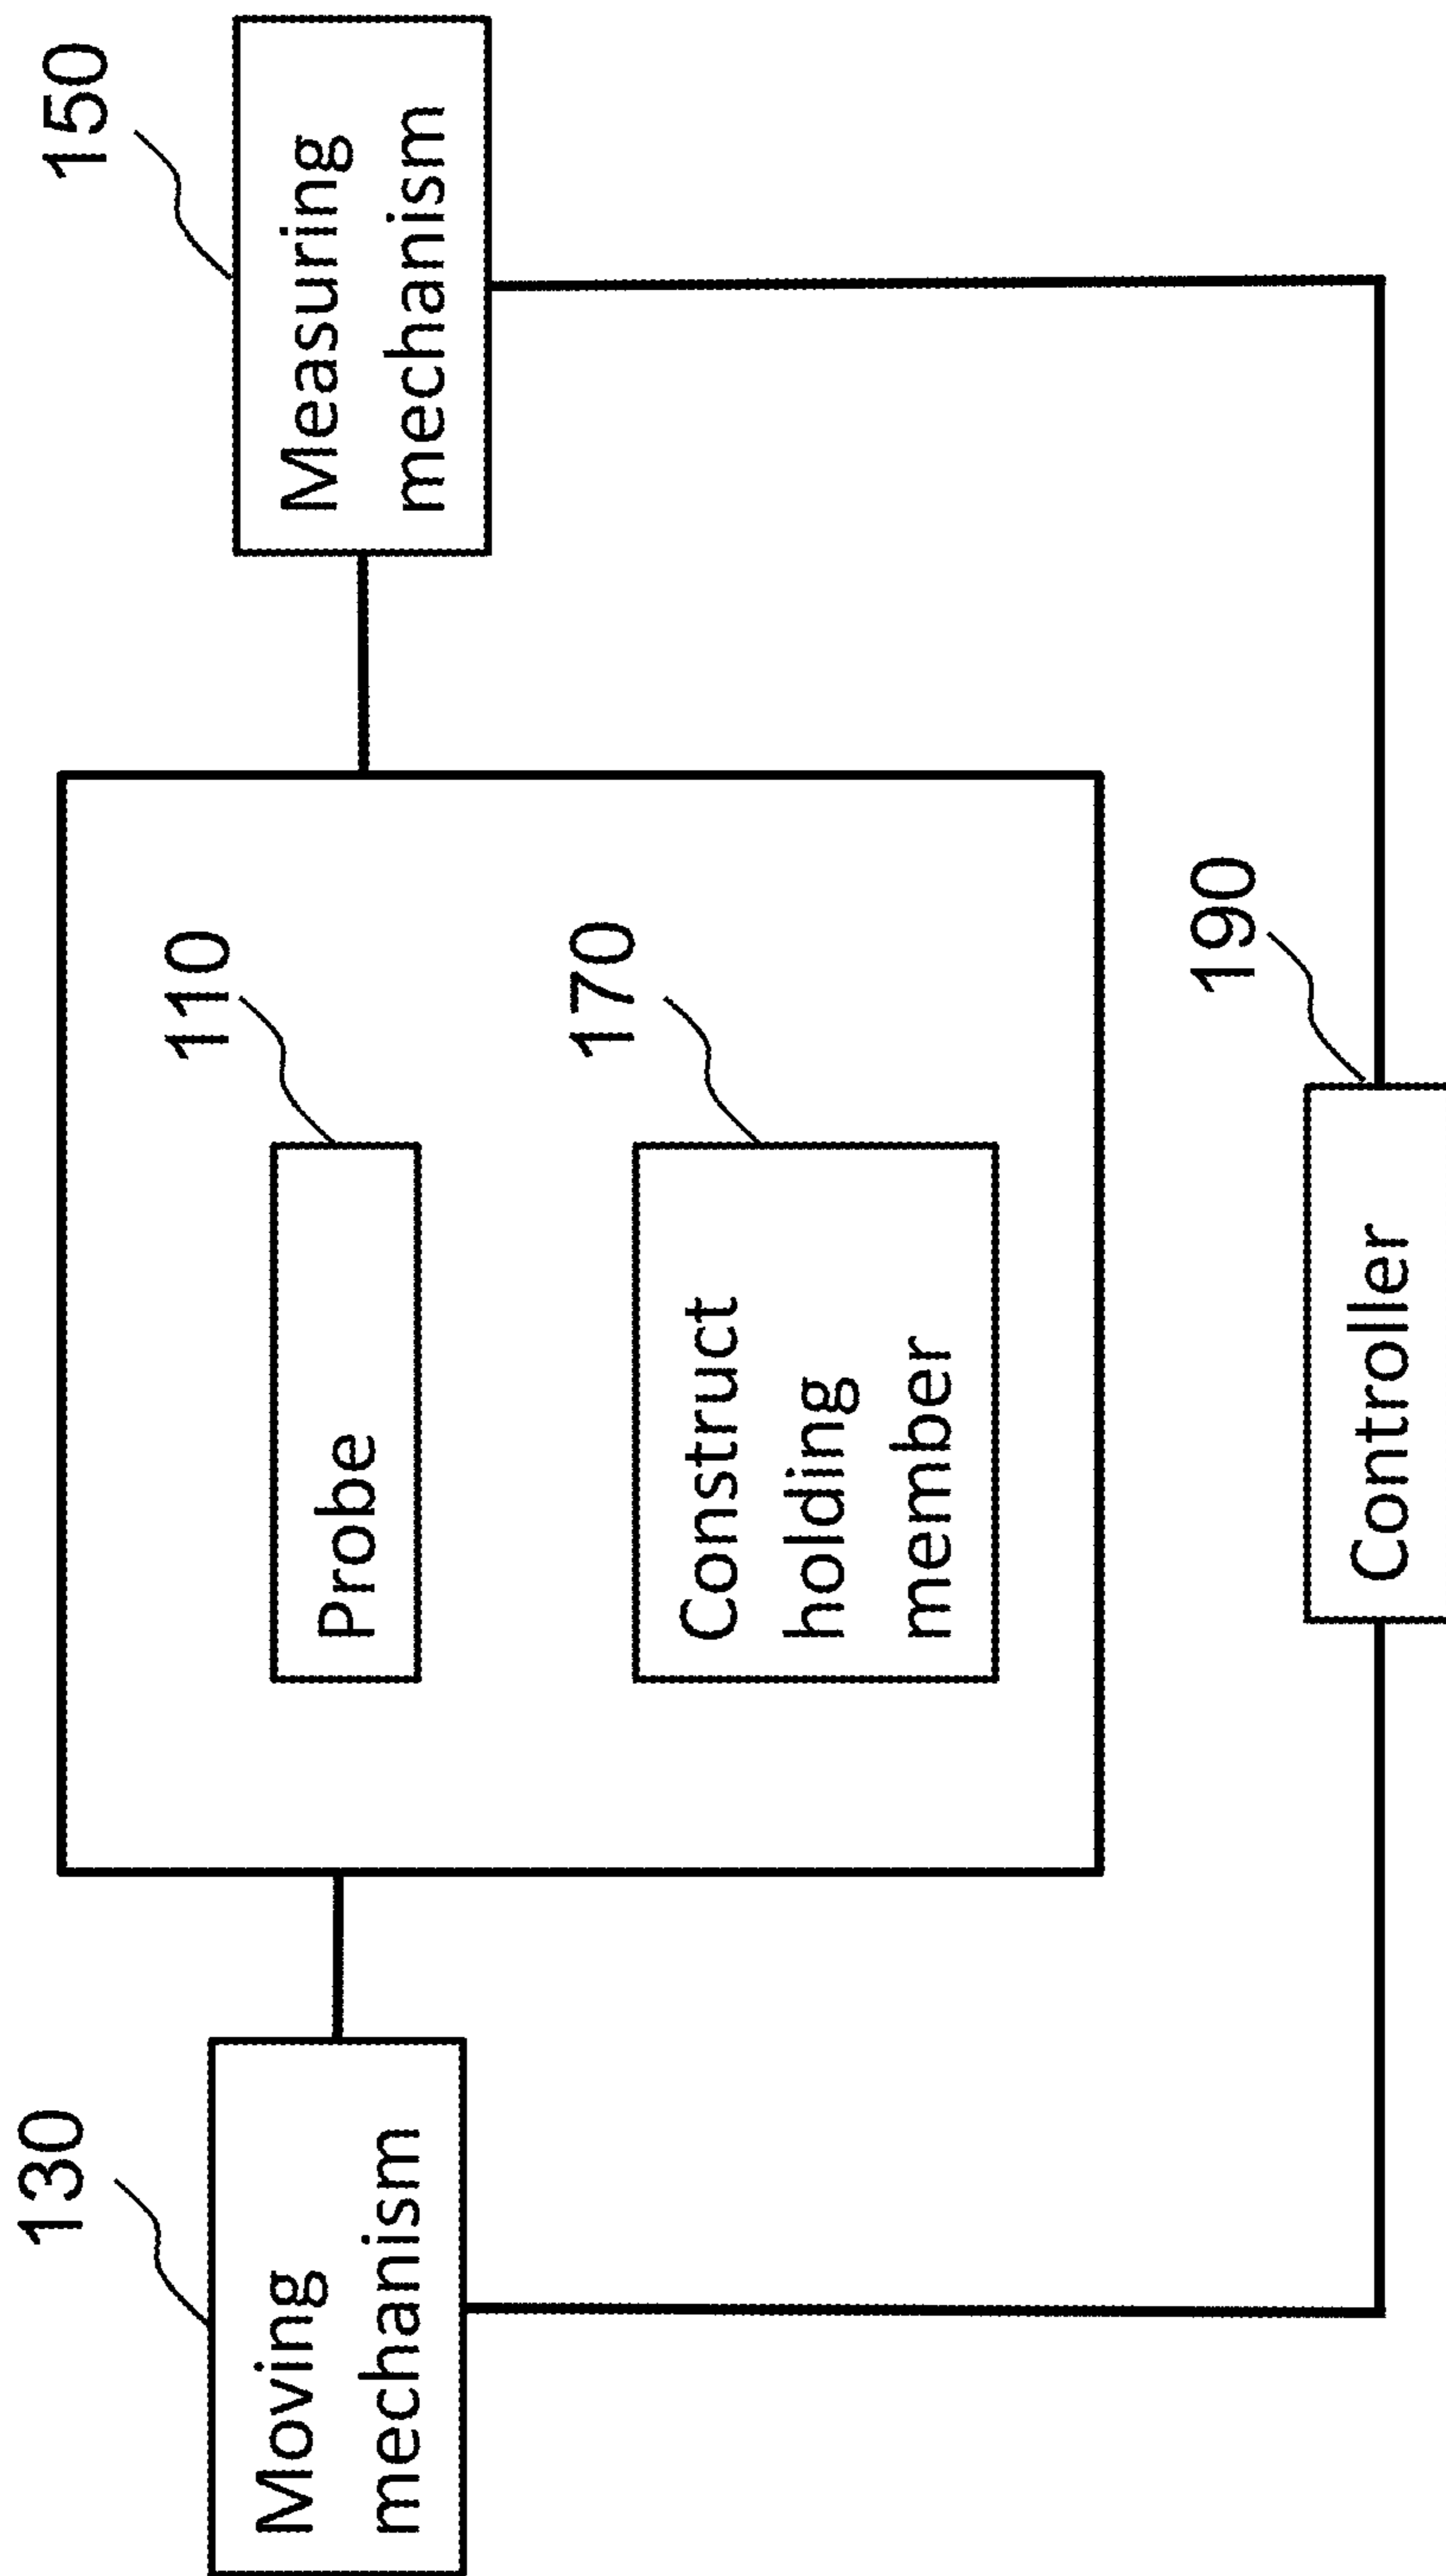 130
Moving
mechanism
110
Probe
170
Construct
holding
member
150
Measuring
mechanism
190
Controller